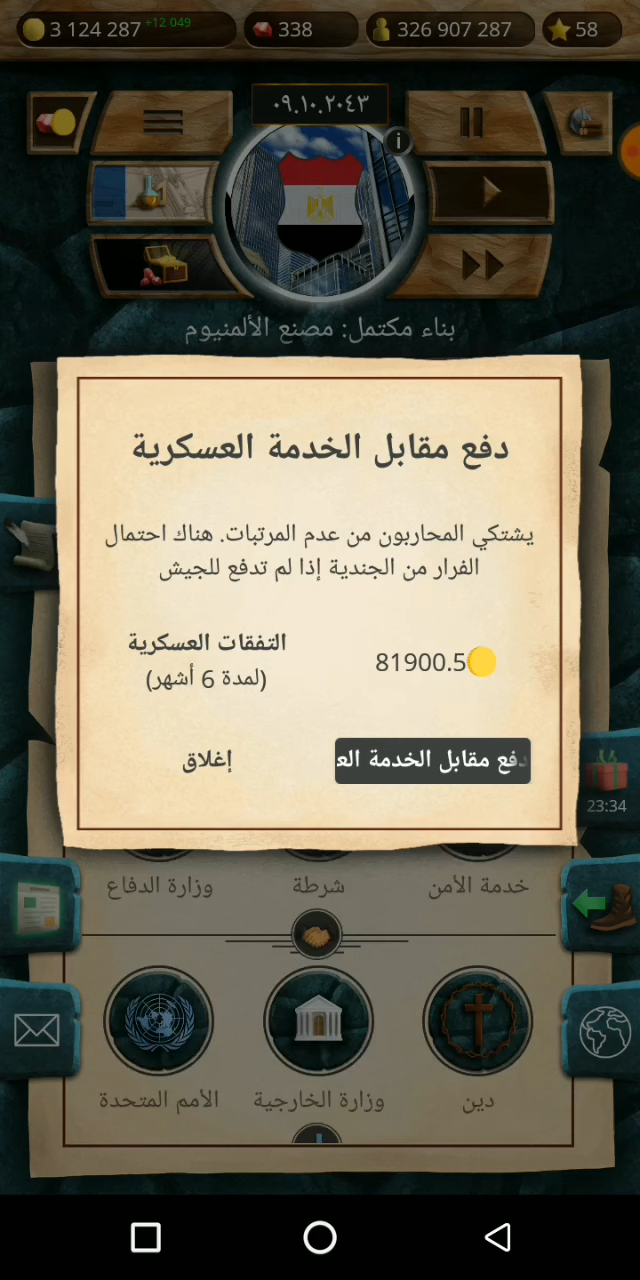 3 124 287 +12 049
338
326 907 287
58
٠٩.١٠.٢٠٤٣
i
بناء مكتمل: مصنع الألمنيوم
دفع مقابل الخدمة العسكرية
يشتكي المحاربون من عدم المرتبات. هناك احتمال
الفرار من الجندية إذا لم تدفع للجيش
التفقات العسكرية
(لمدة 6 أشهر)
81900.5
دفع مقابل الخدمة الع
إغلاق
23:34
خدمة الأمن
شرطة
وزارة الدفاع
دين
وزارة الخارجية
الأمم المتحدة